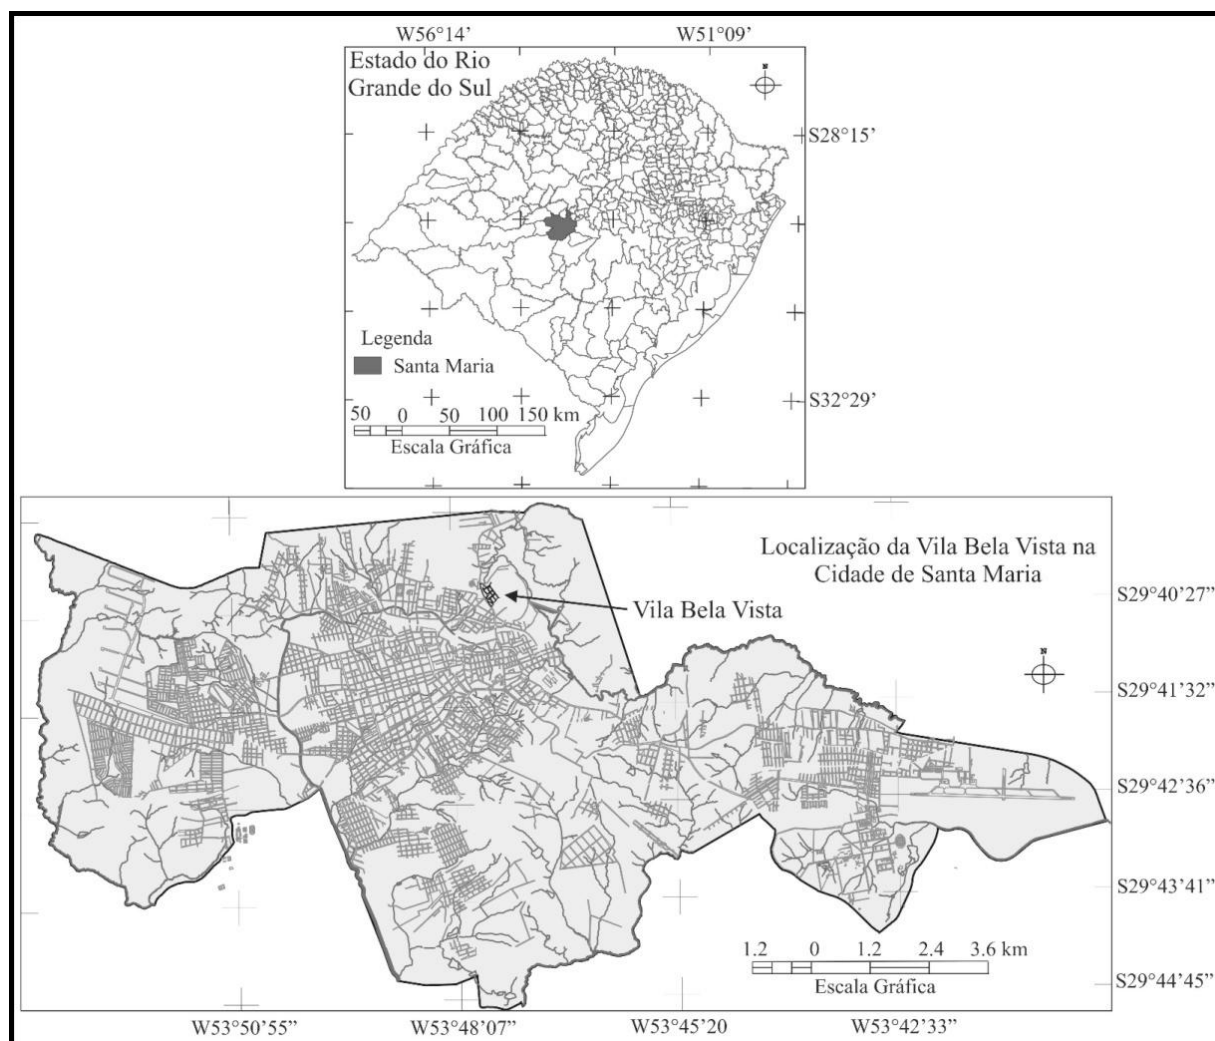 W56°14’ W51°09’
Estado do Rio
Grande do Sul
N
S28°15’
Legenda
Santa Maria
S32°29’
50 0 50 100 150 km
Escala Gráfica
Localização da Vila Bela Vista na
Cidade de Santa Maria
S29°40’27”
Vila Bela Vista
N
S29°41’32”
S29°42’36”
S29°43’41”
1.2 0 1.2 2.4 3.6 km
S29°44’45”
Escala Gráfica
W53°50’55” W53°48’07” W53°45’20 W53°42’33”